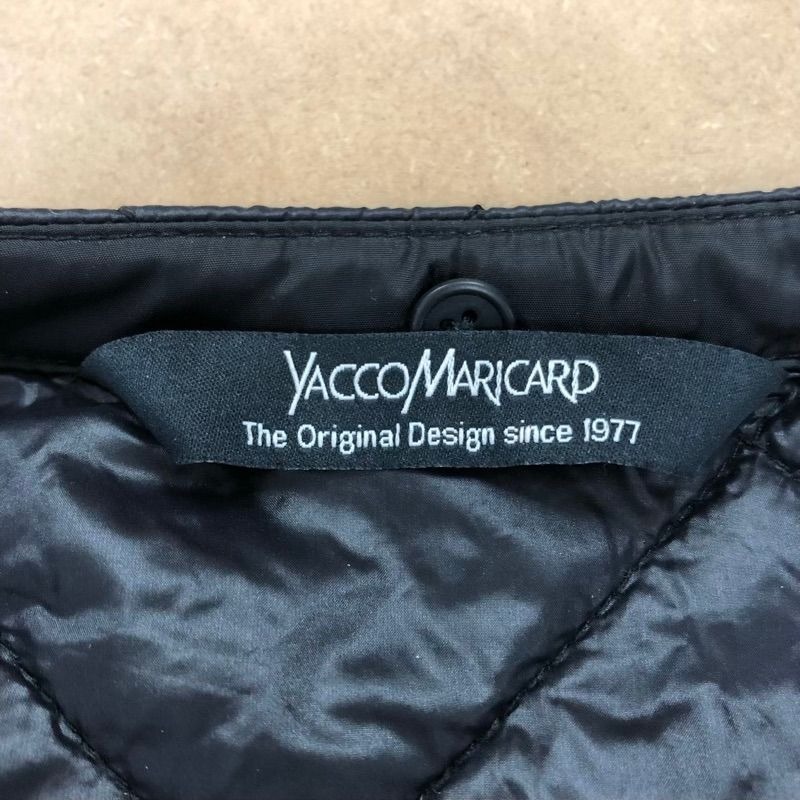 YACCOMARICARD
The Original Design since 1977